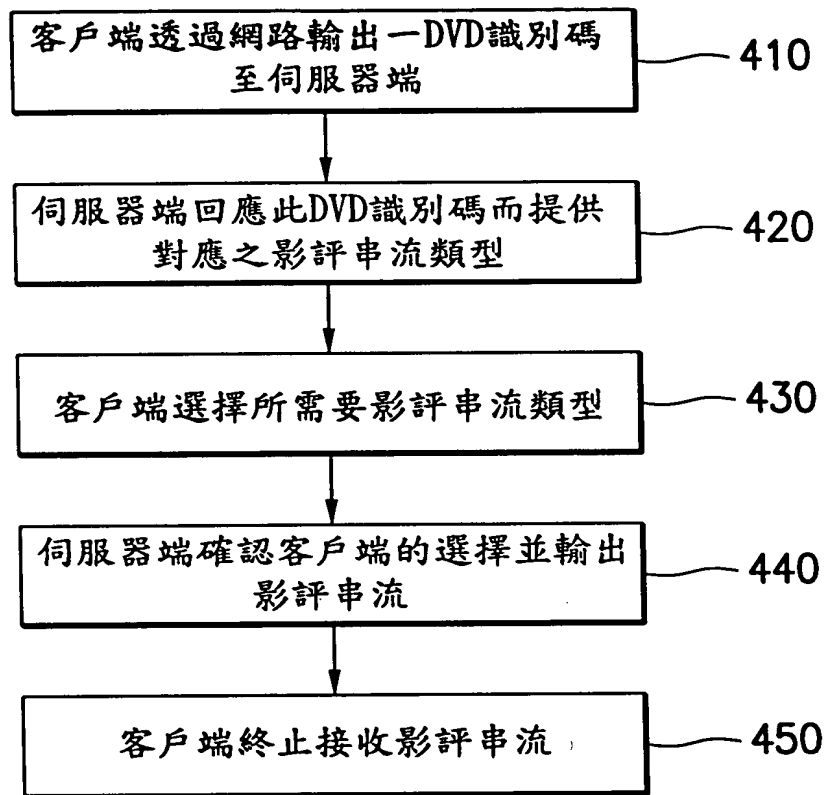 客戶端透過網路輸出一DVD識別碼
至伺服器端
410
伺服器端回應此DVD識別碼而提供
對應之影評串流類型
420
客戶端選擇所需要影評串流類型
430
伺服器端確認客戶端的選擇並輸出
影評串流
440
客戶端終止接收影評串流
450